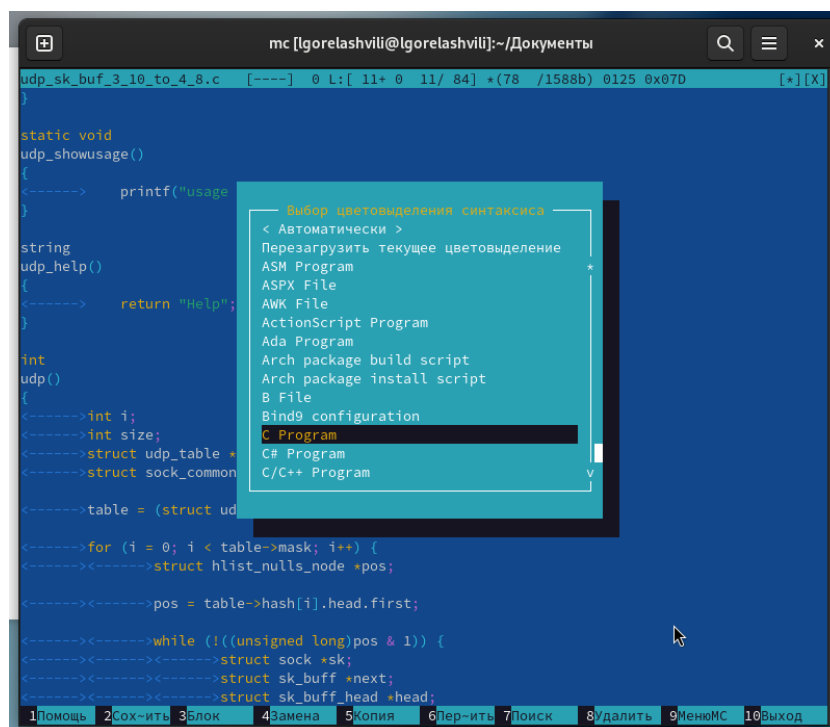 mc [lgorelashvili@lgorelashvili]:~/Документы
udp_sk_buf_3_10_to_4_8.c [----] 0 L:[ 11+ 0 11/ 84] *(78 /1588b) 0125 0x07D [*][X]
}
static void
udp_showusage()
{
<------> printf("usage
}
string
udp_help()
{
<------> return "Help";
}
int
udp()
{
<------>int i;
<------>int size;
<------>struct udp_table *
<------>struct sock_common
<------>table = (struct ud
<------>for (i = 0; i < table->mask; i++) {
<------><------>struct hlist_nulls_node *pos;
<------><------>pos = table->hash[i].head.first;
<------><------>while (!((unsigned long)pos & 1)) {
<------><------><------>struct sock *sk;
<------><------><------>struct sk_buff *next;
<------><------><------>struct sk_buff_head *head;
Выбор цветовыделения синтаксиса
< Автоматически >
Перезагрузить текущее цветовыделение
ASM Program
ASPX File
AWK File
ActionScript Program
Ada Program
Arch package build script
Arch package install script
B File
Bind9 configuration
C Program
C# Program
C/C++ Program
1Помощь 2Сох~ить 3Блок 4Замена 5Копия 6Пер~ить 7Поиск 8Удалить 9МенюМС 10Выход